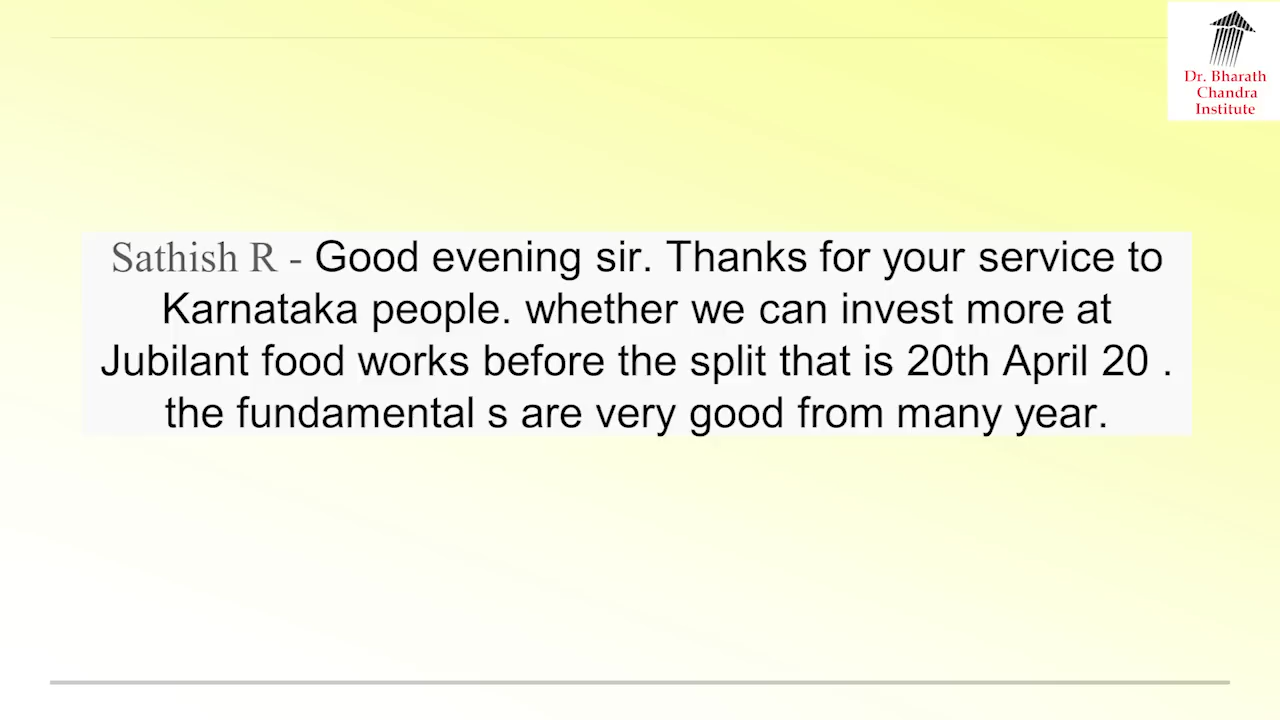 Dr. Bharath
Chandra
Institute
Sathish R - Good evening sir. Thanks for your service to
Karnataka people. whether we can invest more at
Jubilant food works before the split that is 20th April 20 .
the fundamental s are very good from many year.